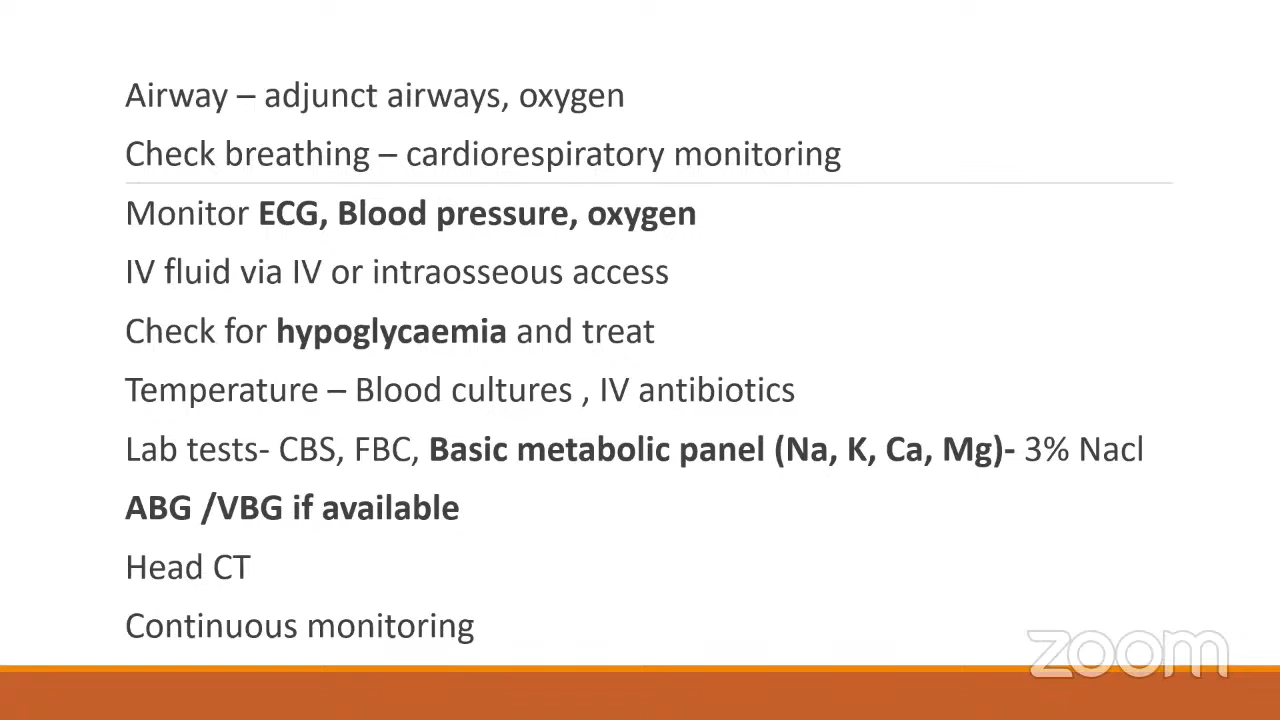 Airway – adjunct airways, oxygen
Check breathing – cardiorespiratory monitoring
Monitor ECG, Blood pressure, oxygen
IV fluid via IV or intraosseous access
Check for hypoglycaemia and treat
Temperature – Blood cultures , IV antibiotics
Lab tests- CBS, FBC, Basic metabolic panel (Na, K, Ca, Mg)- 3% Nacl
ABG /VBG if available
Head CT
Continuous monitoring
zoom